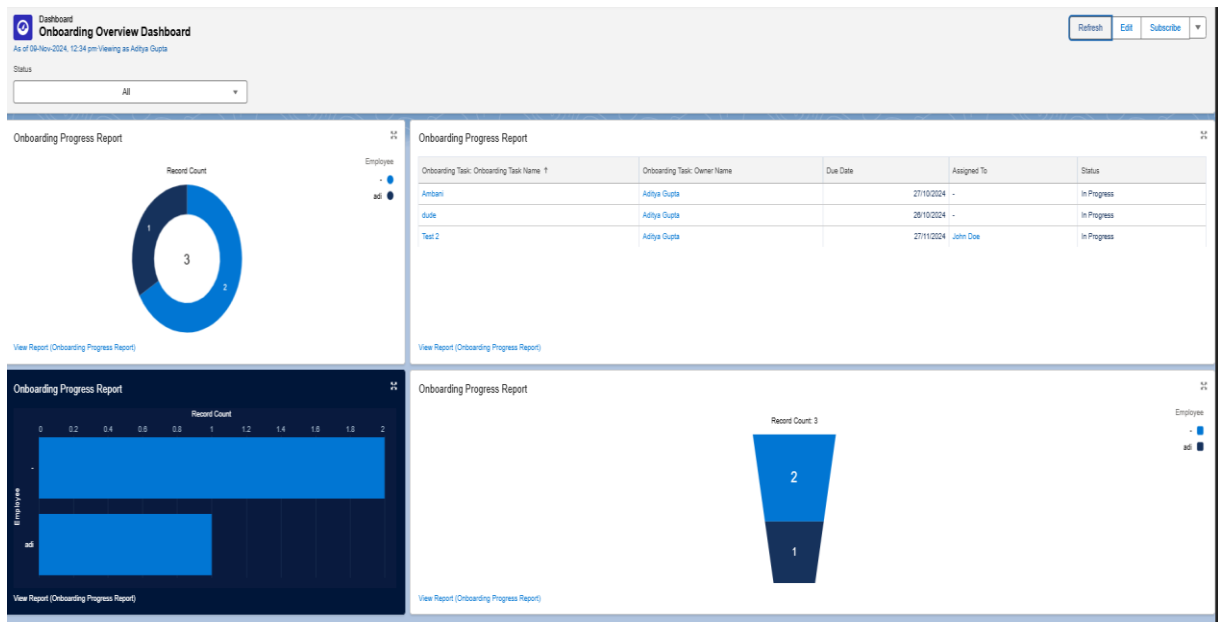 Dashboard
Onboarding Overview Dashboard
As of 09-Nov-2024, 12:34 pm·Viewing as Aditya Gupta
Refresh Edit Subscribe
Status
All
Onboarding Progress Report
Record Count
Employee
-
adi
1
3
2
View Report (Onboarding Progress Report)
Onboarding Progress Report
Onboarding Task: Onboarding Task Name ↑ Onboarding Task: Owner Name Due Date Assigned To Status
Ambani Aditya Gupta 27/10/2024 - In Progress
dude Aditya Gupta 26/10/2024 - In Progress
Test 2 Aditya Gupta 27/11/2024 John Doe In Progress
View Report (Onboarding Progress Report)
Onboarding Progress Report
Record Count
0 0.2 0.4 0.6 0.8 1 1.2 1.4 1.6 1.8 2
Employee
-
adi
View Report (Onboarding Progress Report)
Onboarding Progress Report
Record Count: 3
Employee
-
adi
2
1
View Report (Onboarding Progress Report)